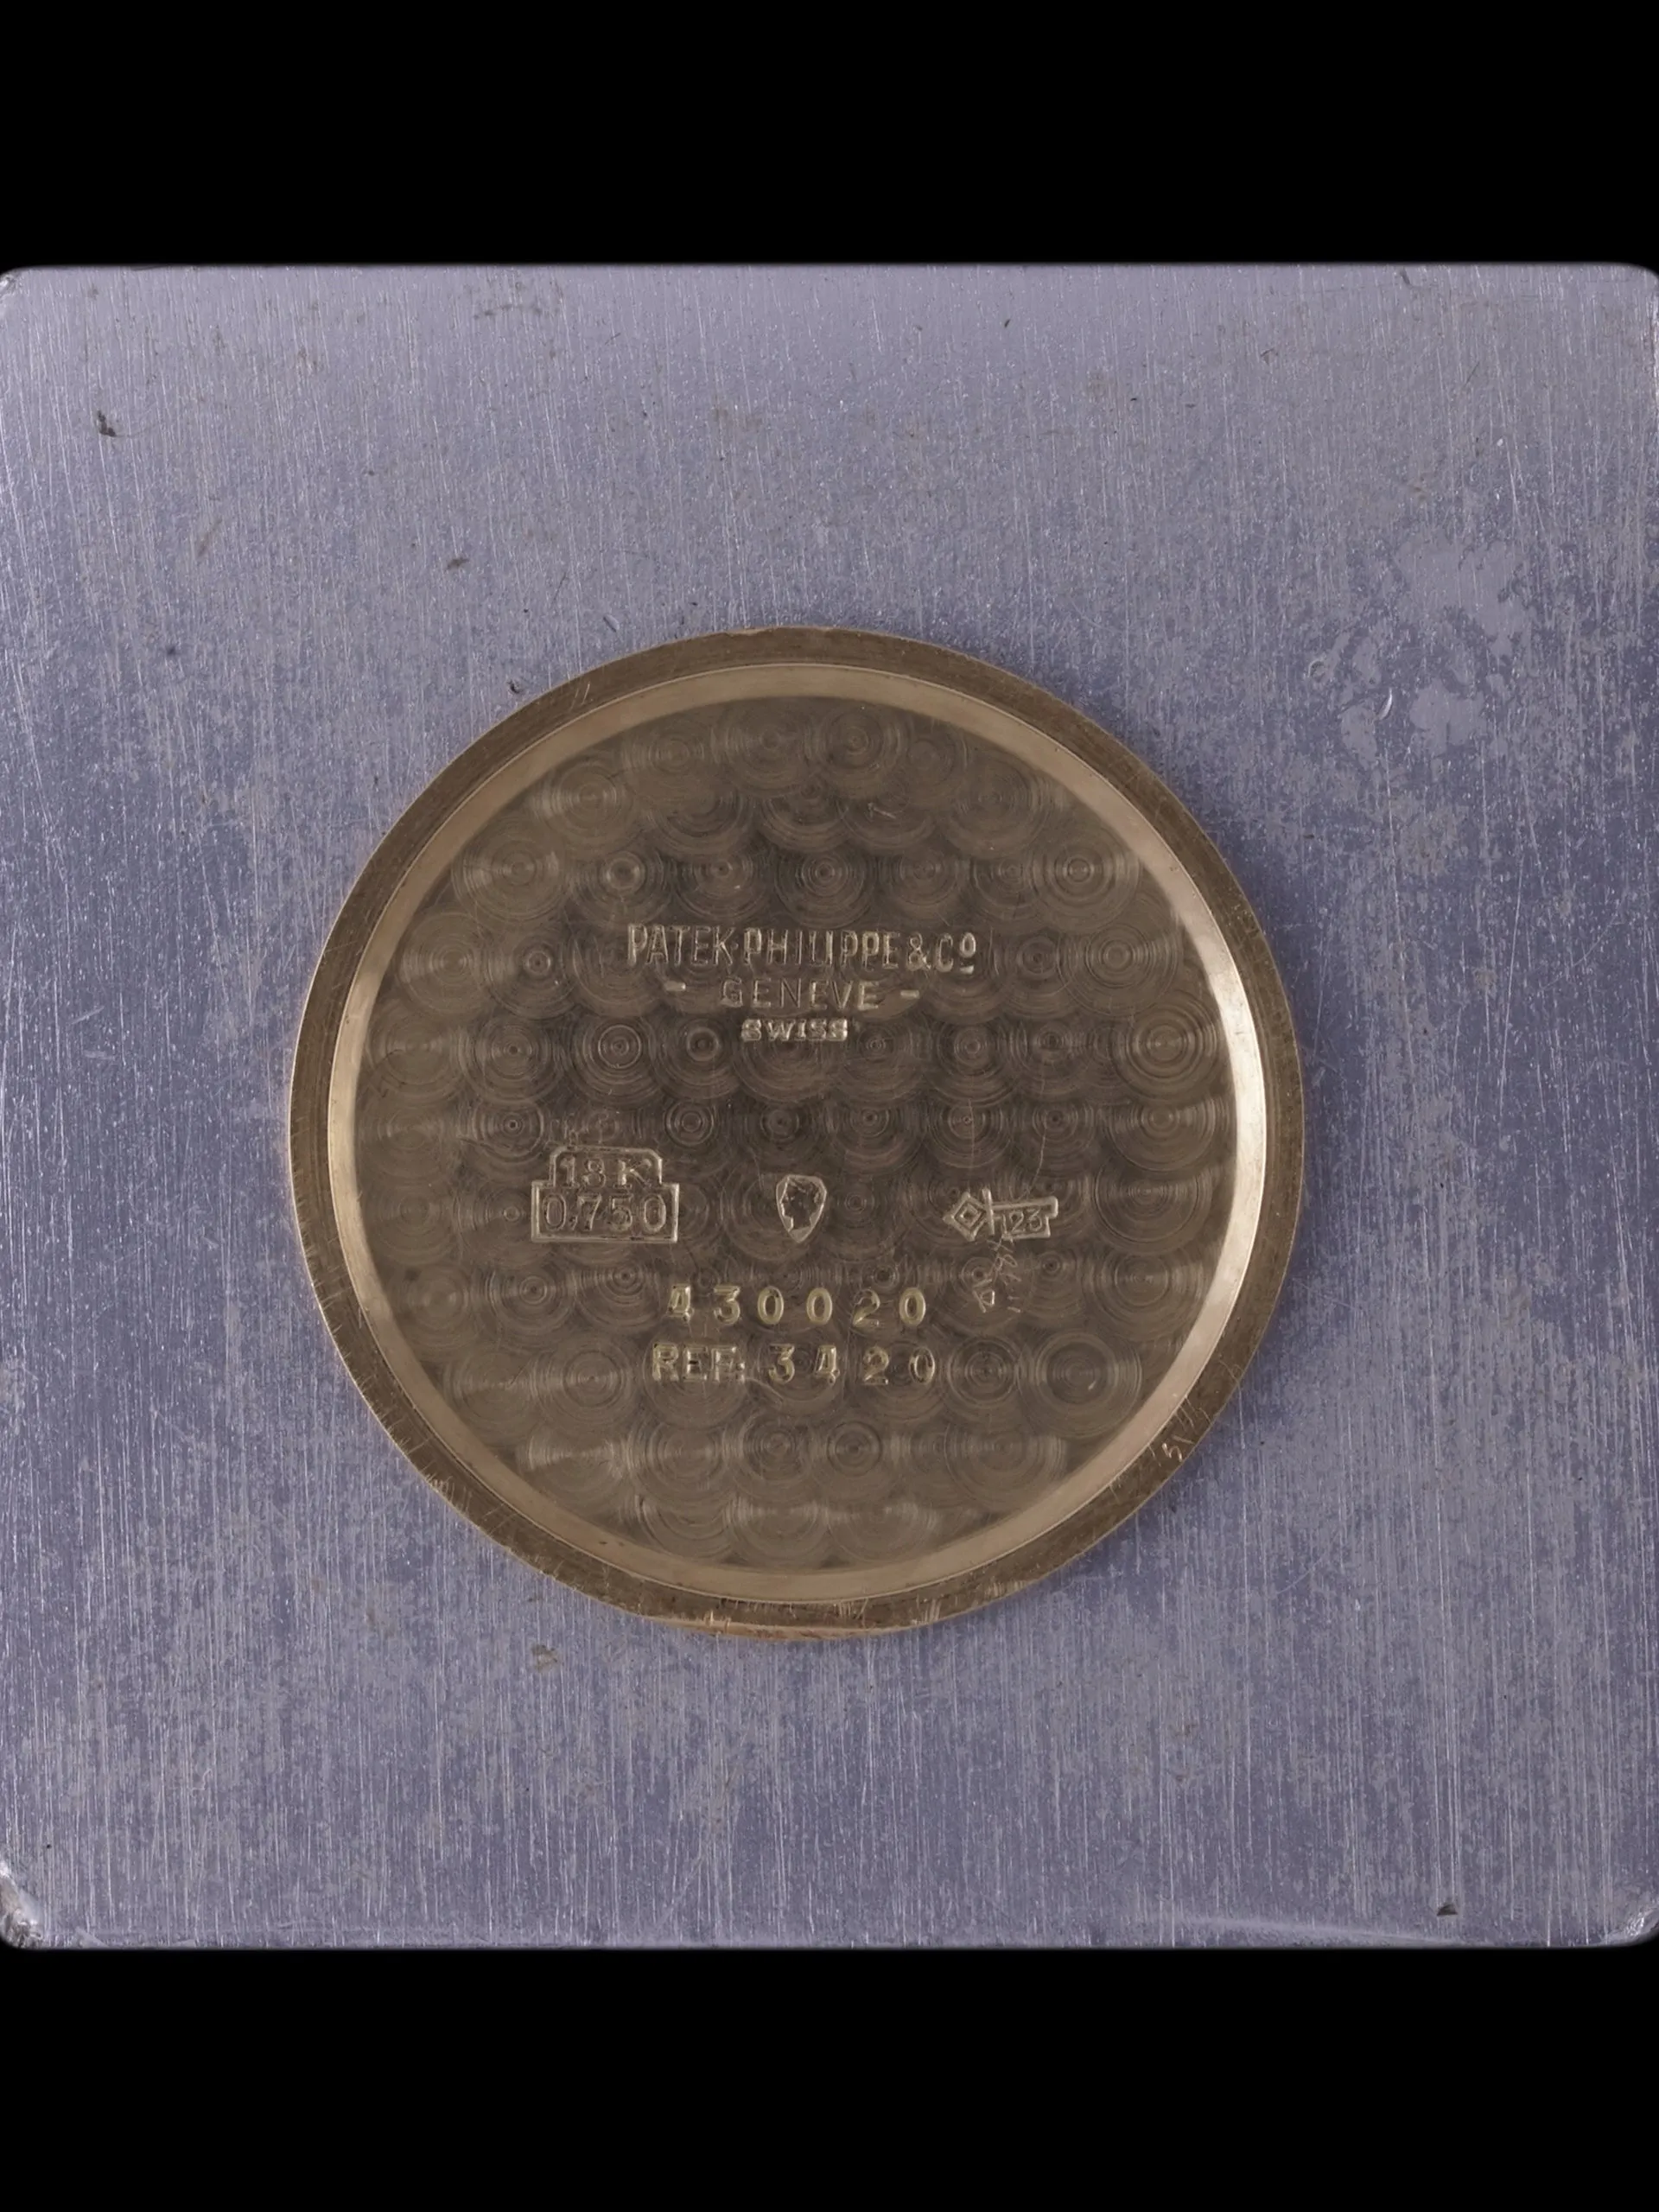 PATEK·PHILIPPE & Cº
- GENEVE -
SWISS
18K
0,750
123
430020
REF. 3420